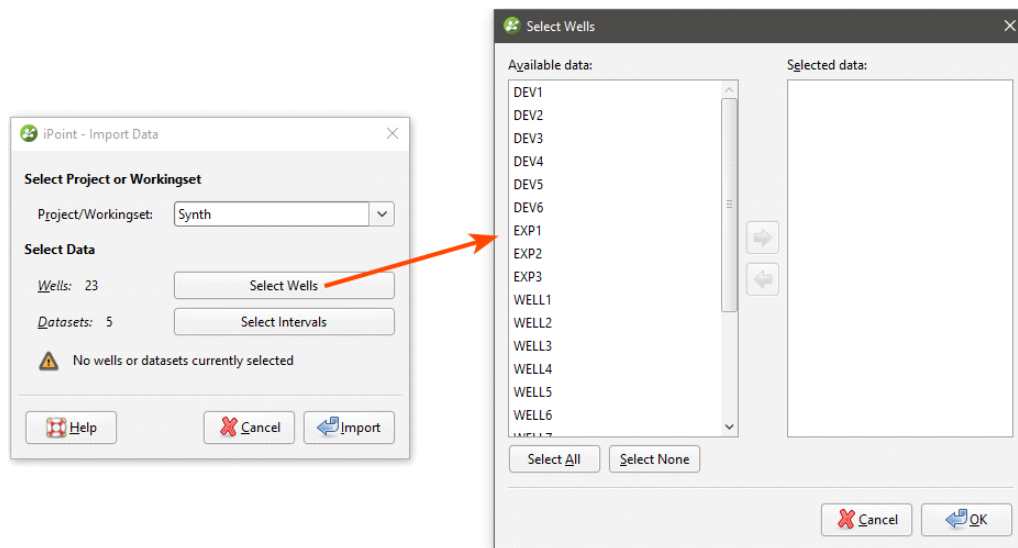 iPoint - Import Data
Select Project or Workingset
Project/Workingset: Synth
Select Data
Wells: 23 Select Wells
Datasets: 5 Select Intervals
No wells or datasets currently selected
Help Cancel Import
Select Wells
Available data: Selected data:
DEV1
DEV2
DEV3
DEV4
DEV5
DEV6
EXP1
EXP2
EXP3
WELL1
WELL2
WELL3
WELL4
WELL5
WELL6
WELL7
Select All Select None
Cancel OK